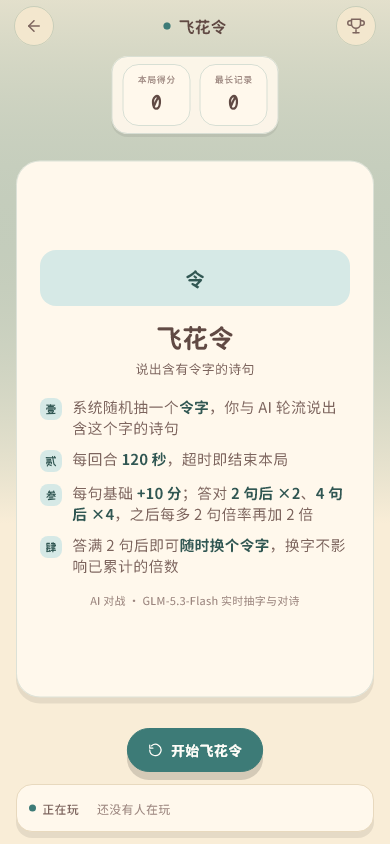 飞花令
本局得分
最长记录
0
0
令
飞花令
说出含有令字的诗句
壹 系统随机抽一个令字，你与 AI 轮流说出
含这个字的诗句
贰 每回合 120 秒，超时即结束本局
叁 每句基础 +10 分；答对 2 句后 ×2、4 句
后 ×4，之后每多 2 句倍率再加 2 倍
肆 答满 2 句后即可随时换个令字，换字不影
响已累计的倍数
AI 对战 · GLM-5.3-Flash 实时抽字与对诗
开始飞花令
正在玩 还没有人在玩